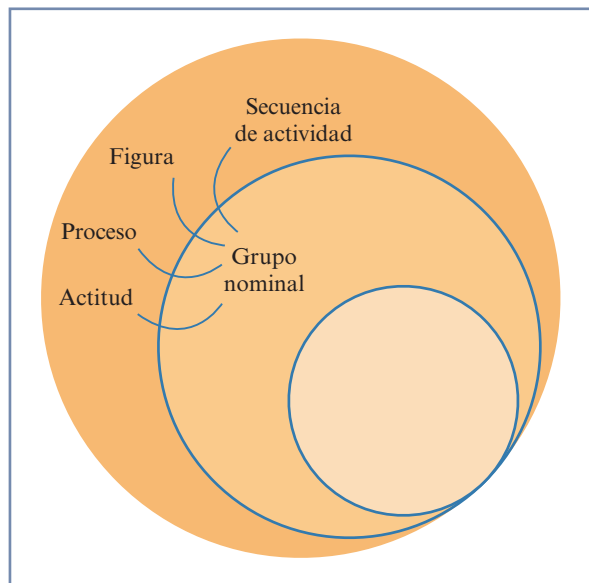 Secuencia
de actividad
Figura
Proceso
Grupo
nominal
Actitud